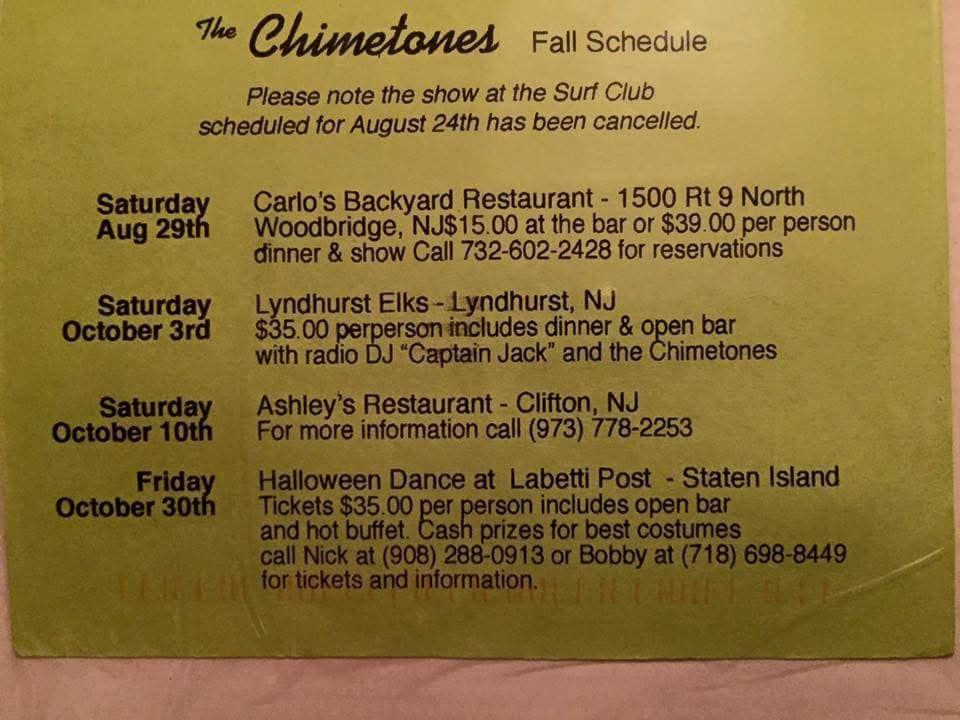 The Chimetones Fall Schedule
Please note the show at the Surf Club
scheduled for August 24th has been cancelled.
Saturday
Aug 29th
Carlo's Backyard Restaurant - 1500 Rt 9 North
Woodbridge, NJ$15.00 at the bar or $39.00 per person
dinner & show Call 732-602-2428 for reservations
Saturday
October 3rd
Lyndhurst Elks - Lyndhurst, NJ
$35.00 perperson includes dinner & open bar
with radio DJ “Captain Jack” and the Chimetones
Saturday
October 10th
Ashley's Restaurant - Clifton, NJ
For more information call (973) 778-2253
Friday
October 30th
Halloween Dance at Labetti Post - Staten Island
Tickets $35.00 per person includes open bar
and hot buffet. Cash prizes for best costumes
call Nick at (908) 288-0913 or Bobby at (718) 698-8449
for tickets and information.